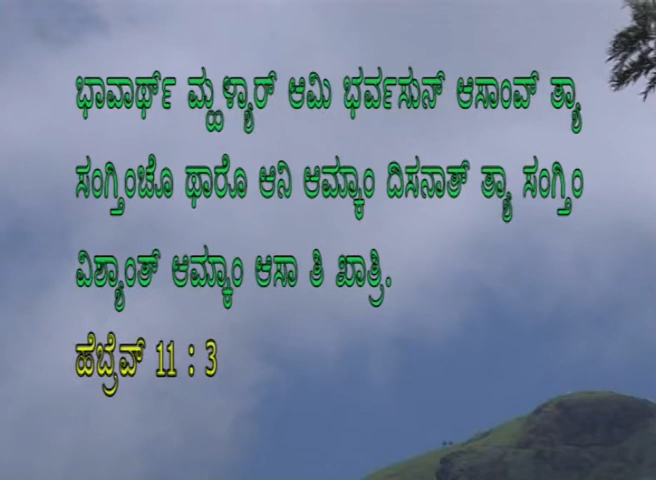 ಭಾವಾರ್ಥ್ ಮ್ಹಳ್ಯಾರ್ ಆಮಿ ಭರ್ವಸುನ್ ಆಸಾಂವ್ ತ್ಯಾ
ಸಂಗ್ತಿಂಚೊ ಥಾರೊ ಆನಿ ಆಮ್ಕಾಂ ದಿಸನಾತ್ ತ್ಯಾ ಸಂಗ್ತಿಂ
ವಿಶ್ಯಾಂತ್ ಆಮ್ಕಾಂ ಆಸಾ ತಿ ಖಾತ್ರಿ.
ಹೆಬ್ರೆವ್ 11 : 3